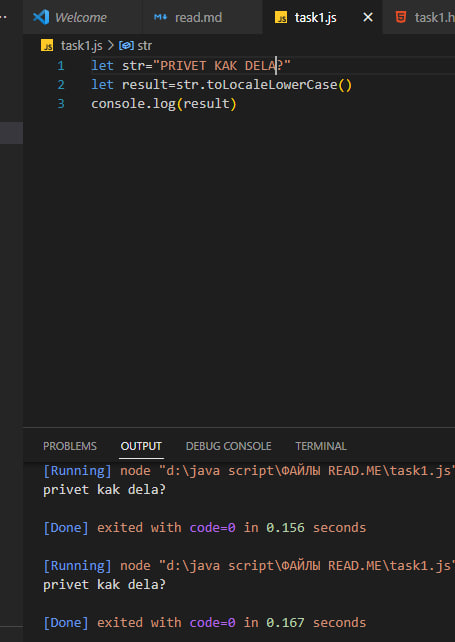 Welcome
read.md
task1.js
task1.h
task1.js > str
1 let str="PRIVET KAK DELA?"
2 let result=str.toLocaleLowerCase()
3 console.log(result)
PROBLEMS OUTPUT DEBUG CONSOLE TERMINAL
[Running] node "d:\java script\ФАЙЛЫ READ.ME\task1.js"
privet kak dela?
[Done] exited with code=0 in 0.156 seconds
[Running] node "d:\java script\ФАЙЛЫ READ.ME\task1.js"
privet kak dela?
[Done] exited with code=0 in 0.167 seconds